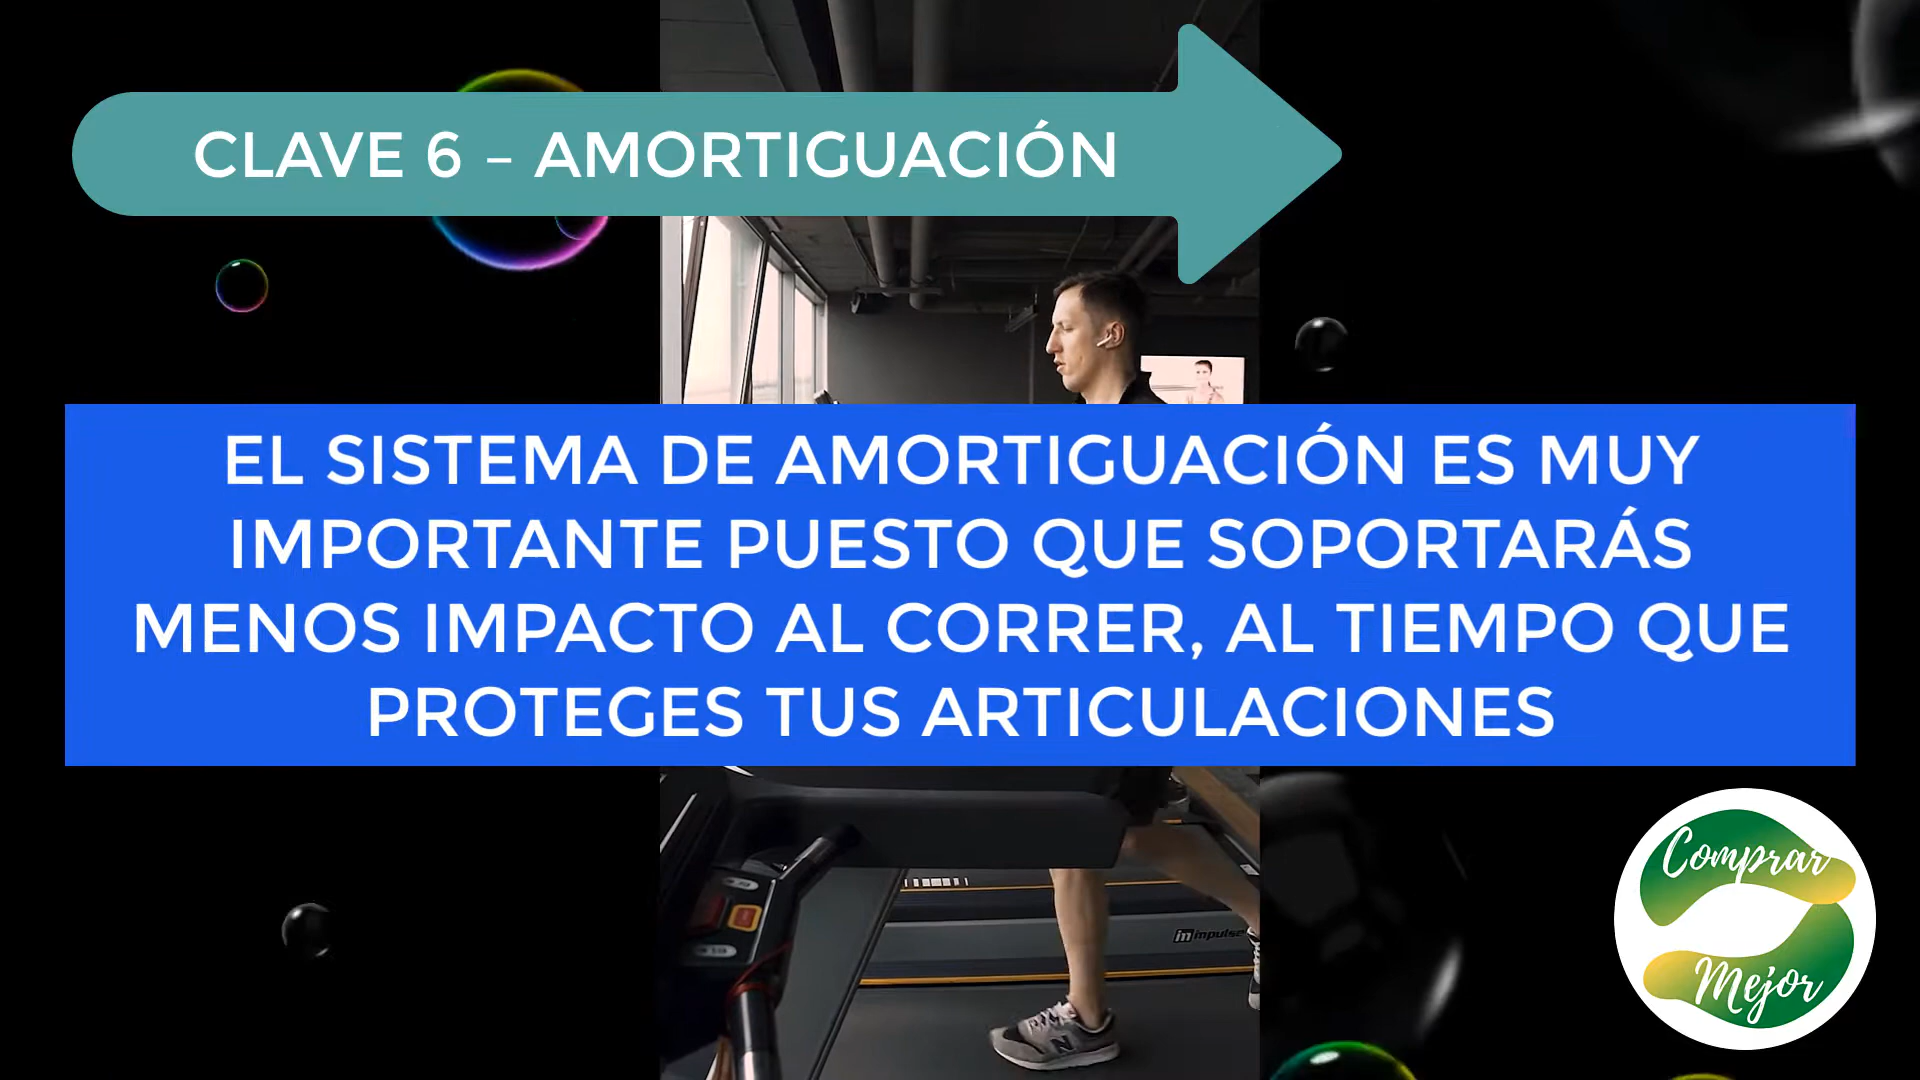 CLAVE 6 – AMORTIGUACIÓN
EL SISTEMA DE AMORTIGUACIÓN ES MUY
IMPORTANTE PUESTO QUE SOPORTARÁS
MENOS IMPACTO AL CORRER, AL TIEMPO QUE
PROTEGES TUS ARTICULACIONES
impulse
Comprar
Mejor